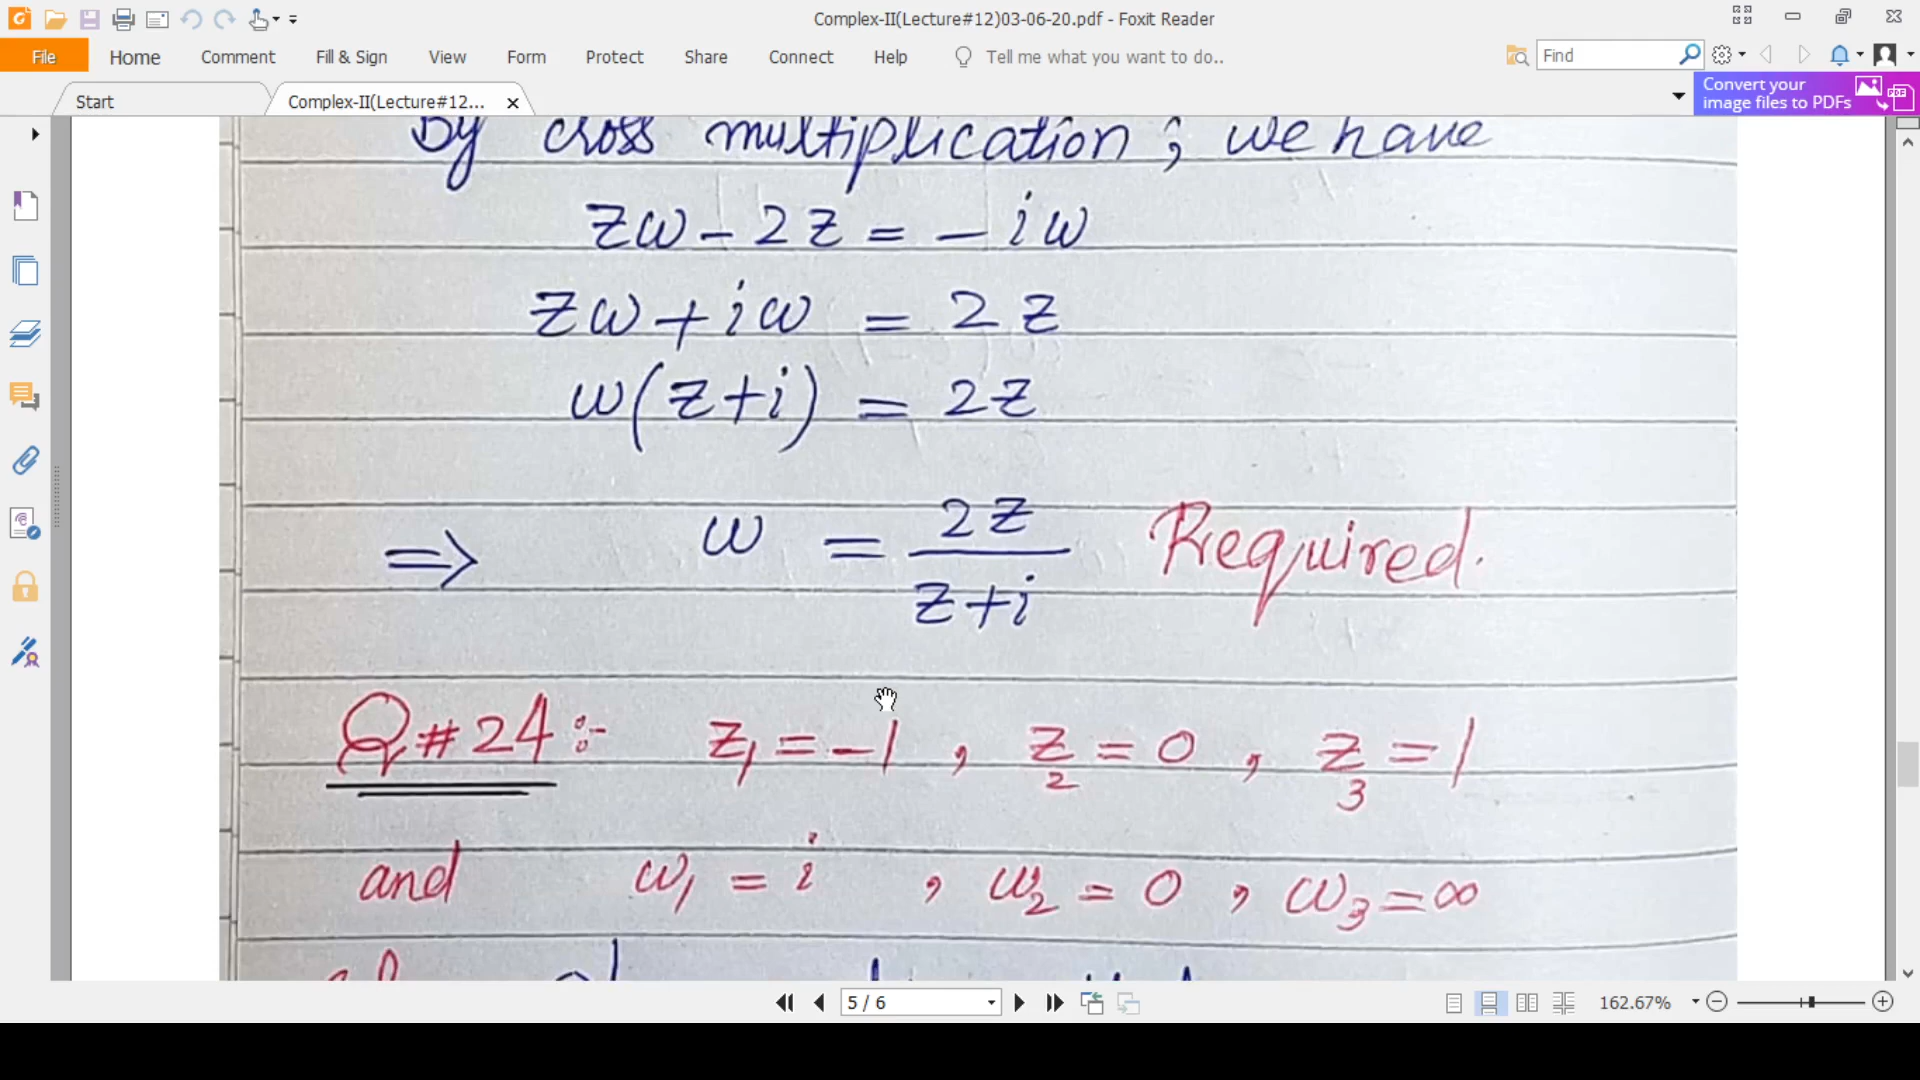 Complex-II(Lecture#12)03-06-20.pdf - Foxit Reader
File Home Comment Fill & Sign View Form Protect Share Connect Help Tell me what you want to do.. Find
Start Complex-II(Lecture#12... Convert your
image files to PDFs
By cross multiplication; we have
zw - 2z = - iw
zw + iw = 2z
w(z+i) = 2z
⇒ w = 2z / z+i Required.
Q#24:- z₁ = -1 , z₂ = 0 , z₃ = 1
and w₁ = i , w₂ = 0 , w₃ = ∞
5 / 6 162.67%